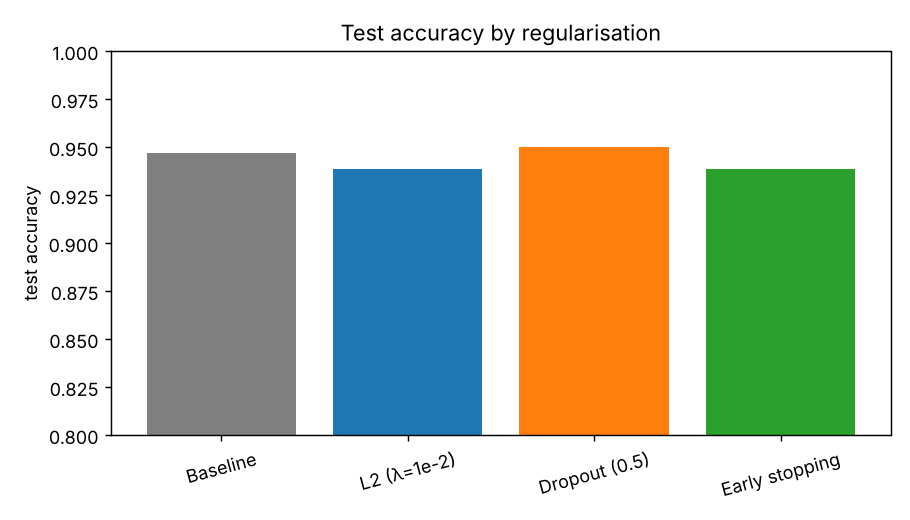 Test accuracy by regularisation
1.000
0.975
0.950
0.925
0.900
0.875
0.850
0.825
0.800
test accuracy
Baseline
L2 (λ=1e-2)
Dropout (0.5)
Early stopping